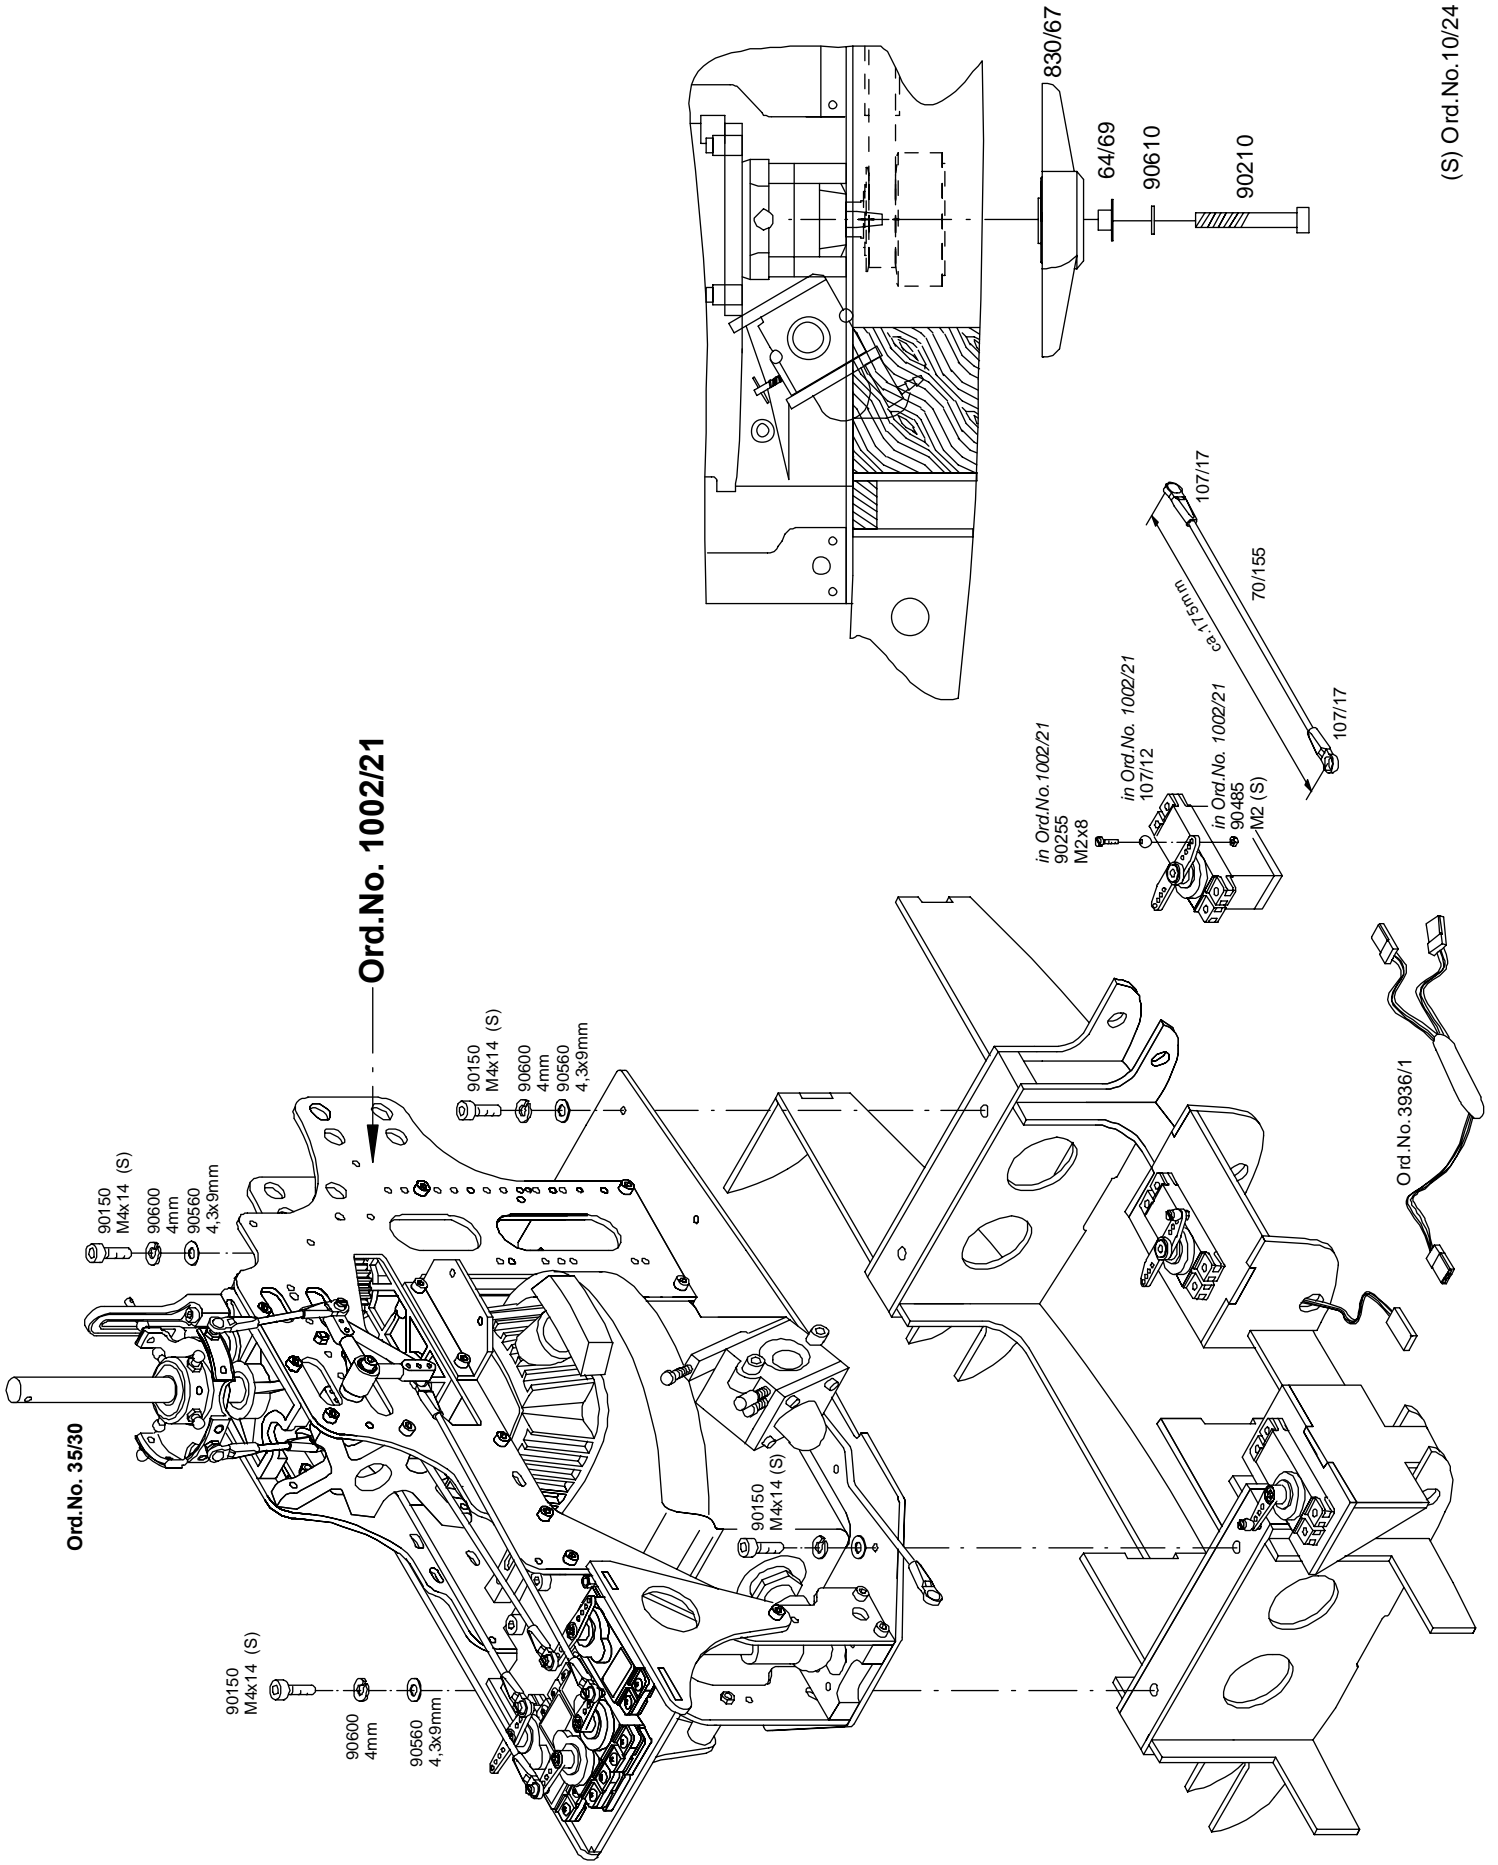 Ord.No. 35/30
90150
M4x14 (S)
90600
4mm
90560
4,3x9mm
Ord.No. 1002/21
90150
M4x14 (S)
90600
4mm
90560
4,3x9mm
90150
M4x14 (S)
90600
4mm
90560
4,3x9mm
90150
M4x14 (S)
in Ord.No.1002/21
90255
M2x8
in Ord.No. 1002/21
107/12
in Ord.No. 1002/21
90485
M2 (S)
107/17
ca.175mm
70/155
107/17
Ord.No.3936/1
830/67
64/69
90610
90210
(S) Ord.No.10/24